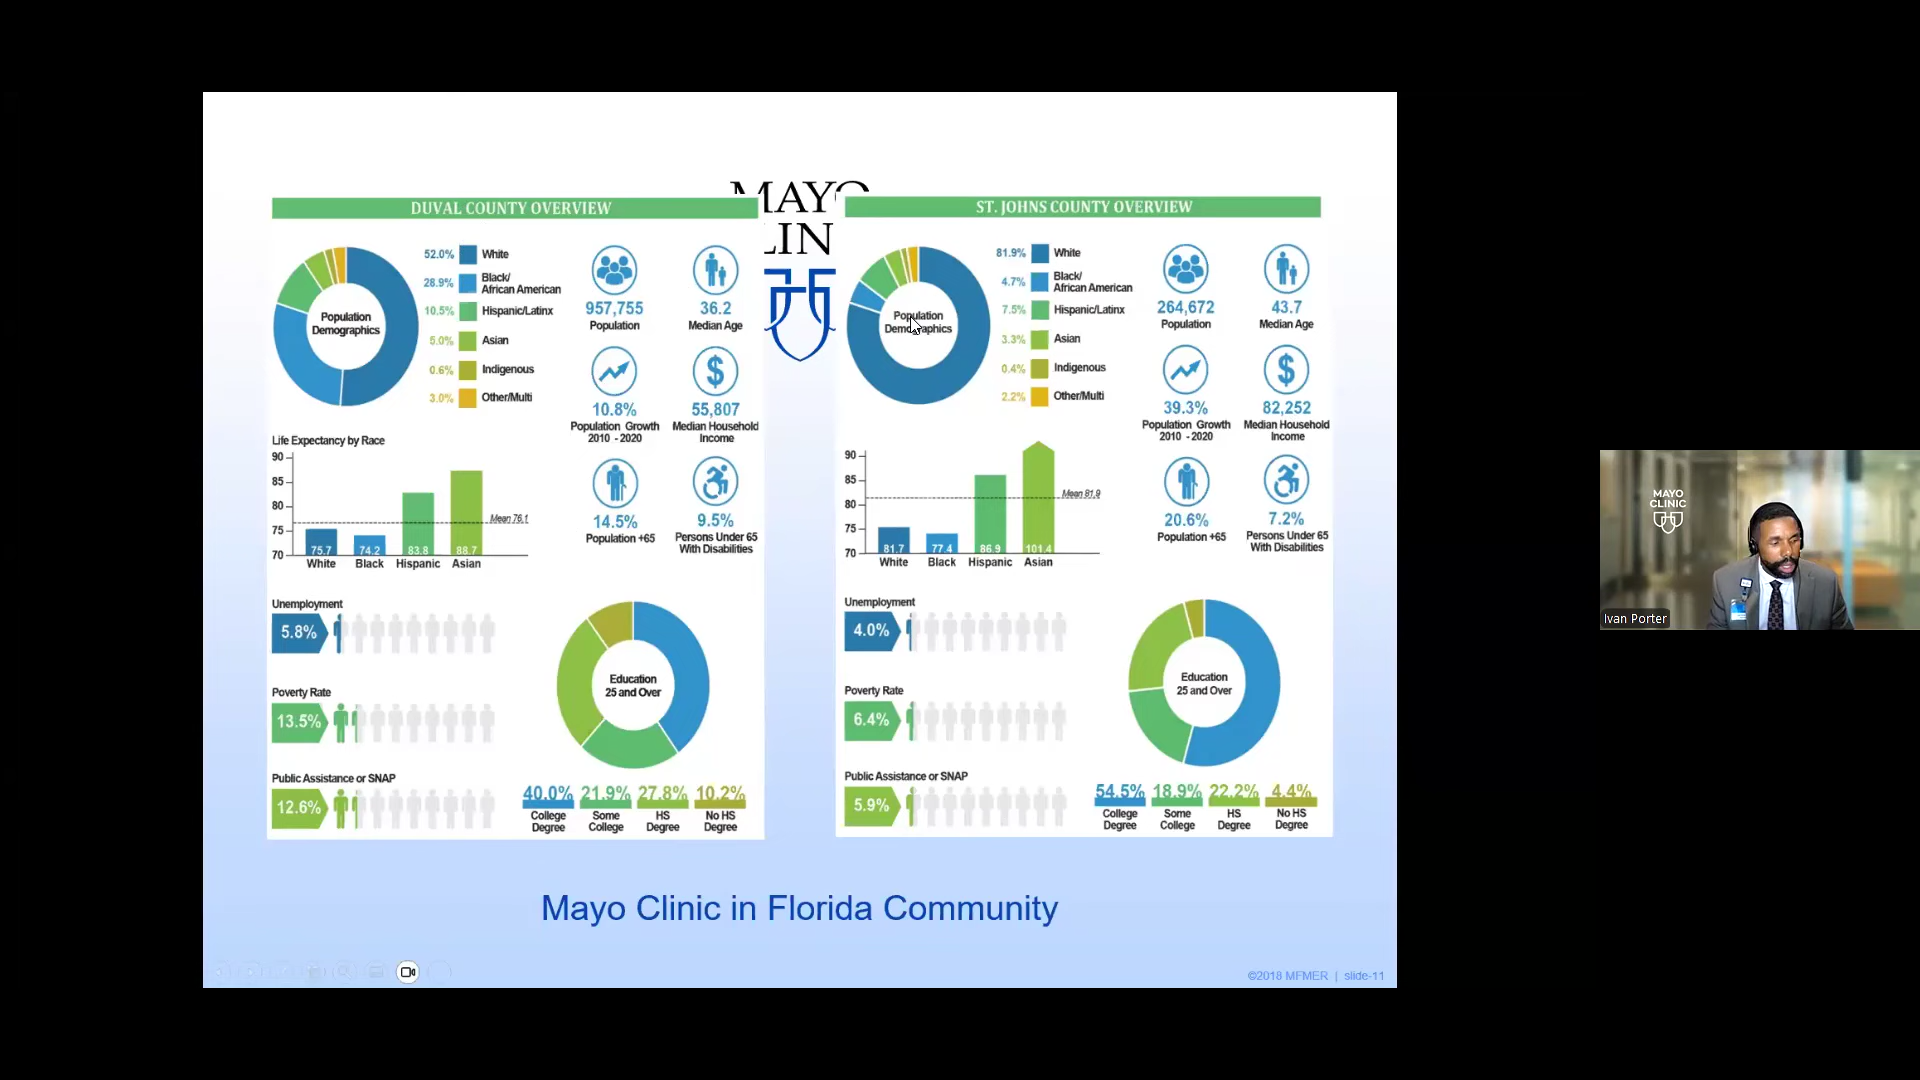 MAYO
LIN
DUVAL COUNTY OVERVIEW
Population
Demographics
52.0% White
28.9% Black/
African American
10.5% Hispanic/Latinx
5.0% Asian
0.6% Indigenous
3.0% Other/Multi
957,755
Population
36.2
Median Age
10.8%
Population Growth
2010 - 2020
55,807
Median Household
Income
14.5%
Population +65
9.5%
Persons Under 65
With Disabilities
Life Expectancy by Race
90
85
80
75
70
Mean 76.1
75.7
74.2
83.8
88.7
White
Black
Hispanic
Asian
Unemployment
5.8%
Poverty Rate
13.5%
Public Assistance or SNAP
12.6%
Education
25 and Over
40.0% 21.9% 27.8% 10.2%
College
Degree
Some
College
HS
Degree
No HS
Degree
ST. JOHNS COUNTY OVERVIEW
Population
Demographics
81.9% White
4.7% Black/
African American
7.5% Hispanic/Latinx
3.3% Asian
0.4% Indigenous
2.2% Other/Multi
264,672
Population
43.7
Median Age
39.3%
Population Growth
2010 - 2020
82,252
Median Household
Income
20.6%
Population +65
7.2%
Persons Under 65
With Disabilities
90
85
80
75
70
Mean 81.9
81.7
77.4
86.9
101.4
White
Black
Hispanic
Asian
Unemployment
4.0%
Poverty Rate
6.4%
Public Assistance or SNAP
5.9%
Education
25 and Over
54.5% 18.9% 22.2% 4.4%
College
Degree
Some
College
HS
Degree
No HS
Degree
Mayo Clinic in Florida Community
©2018 MFMER | slide-11
MAYO
CLINIC
Ivan Porter